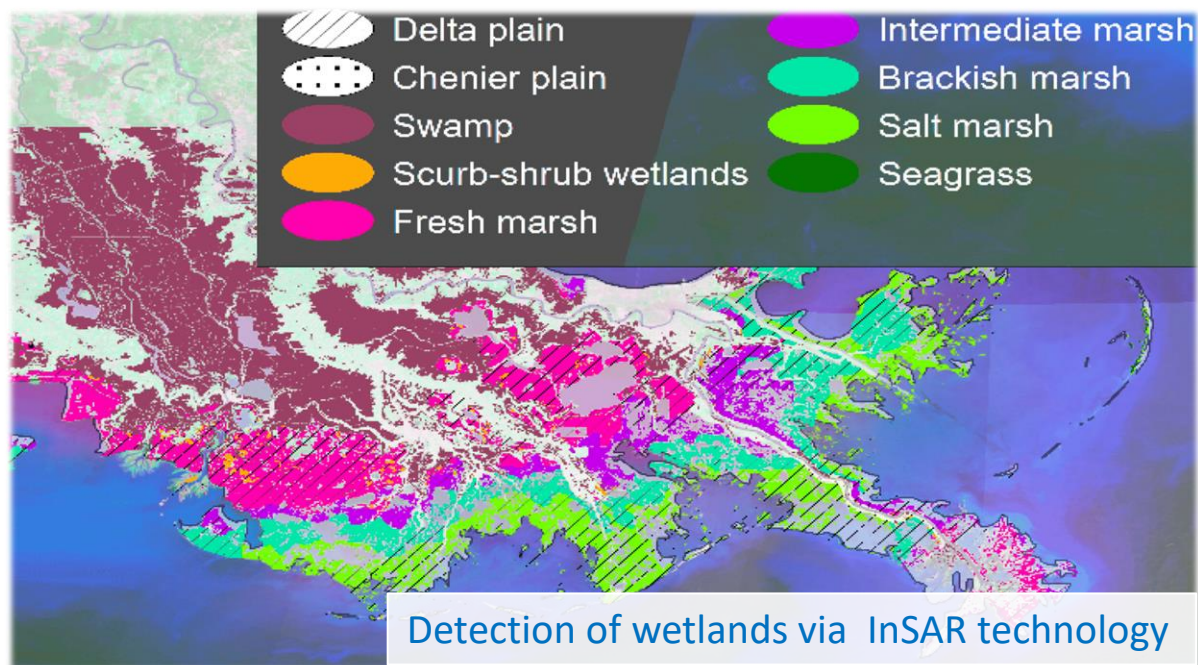 Delta plain
Chenier plain
Swamp
Scurb-shrub wetlands
Fresh marsh
Intermediate marsh
Brackish marsh
Salt marsh
Seagrass
Detection of wetlands via InSAR technology